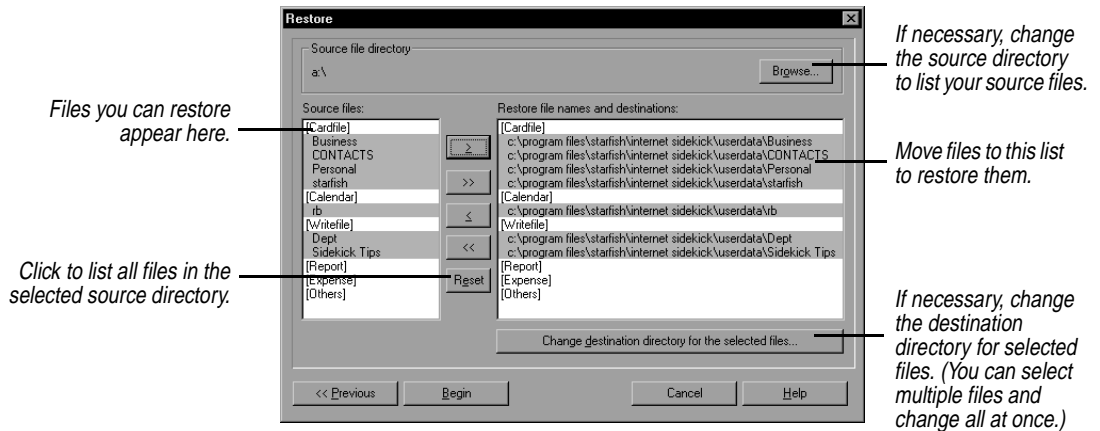 Restore
Source file directory
a:\
Browse...
If necessary, change
the source directory
to list your source files.
Files you can restore
appear here.
Source files:
[Cardfile]
Business
CONTACTS
Personal
starfish
[Calendar]
rb
[Writefile]
Dept
Sidekick Tips
[Report]
[Expense]
[Others]
>
>>
<
<<
Reset
Restore file names and destinations:
[Cardfile]
c:\program files\starfish\internet sidekick\userdata\Business
c:\program files\starfish\internet sidekick\userdata\CONTACTS
c:\program files\starfish\internet sidekick\userdata\Personal
c:\program files\starfish\internet sidekick\userdata\starfish
[Calendar]
c:\program files\starfish\internet sidekick\userdata\rb
[Writefile]
c:\program files\starfish\internet sidekick\userdata\Dept
c:\program files\starfish\internet sidekick\userdata\Sidekick Tips
[Report]
[Expense]
[Others]
Move files to this list
to restore them.
Click to list all files in the
selected source directory.
Change destination directory for the selected files...
If necessary, change
the destination
directory for selected
files. (You can select
multiple files and
change all at once.)
<< Previous
Begin
Cancel
Help